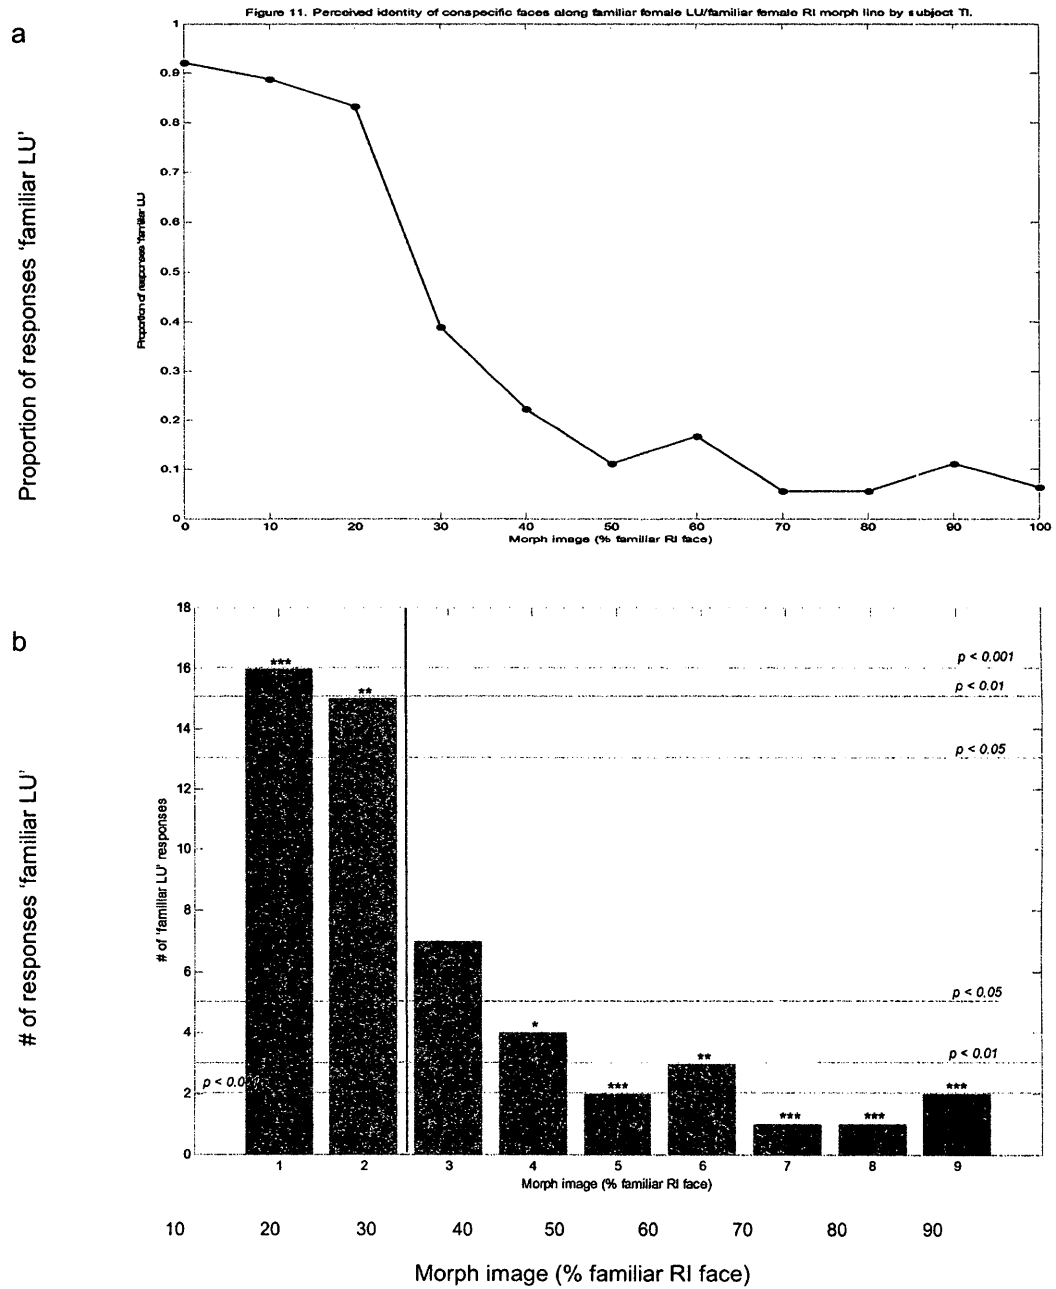 Figure 11. Perceived identity of conspecific faces along familiar female LU/familiar female RI morph line by subject TI.
a
Proportion of responses 'familiar LU'
Proportion of responses 'familiar LU
1
0.9
0.8
0.7
0.6
0.5
0.4
0.3
0.2
0.1
0
0 10 20 30 40 50 60 70 80 90 100
Morph image (% familiar RI face)
b
# of responses 'familiar LU'
# of 'familiar LU' responses
18
16
14
12
10
8
6
4
2
0
*** 
p < 0.001
**
p < 0.01
p < 0.05
p < 0.05
*
**
p < 0.01
p < 0.0
***
***
***
***
1 2 3 4 5 6 7 8 9
Morph image (% familiar RI face)
10 20 30 40 50 60 70 80 90
Morph image (% familiar RI face)